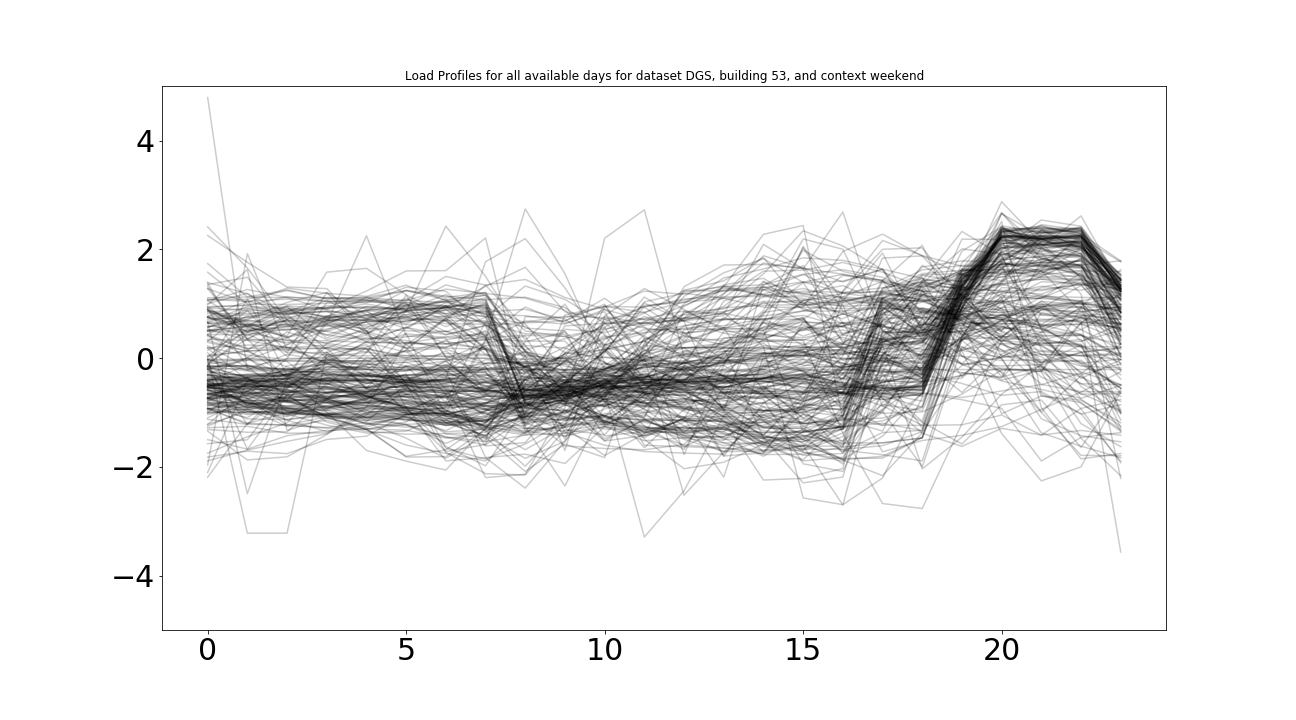 Load Profiles for all available days for dataset DGS, building 53, and context weekend
4
2
0
−2
−4
0 5 10 15 20